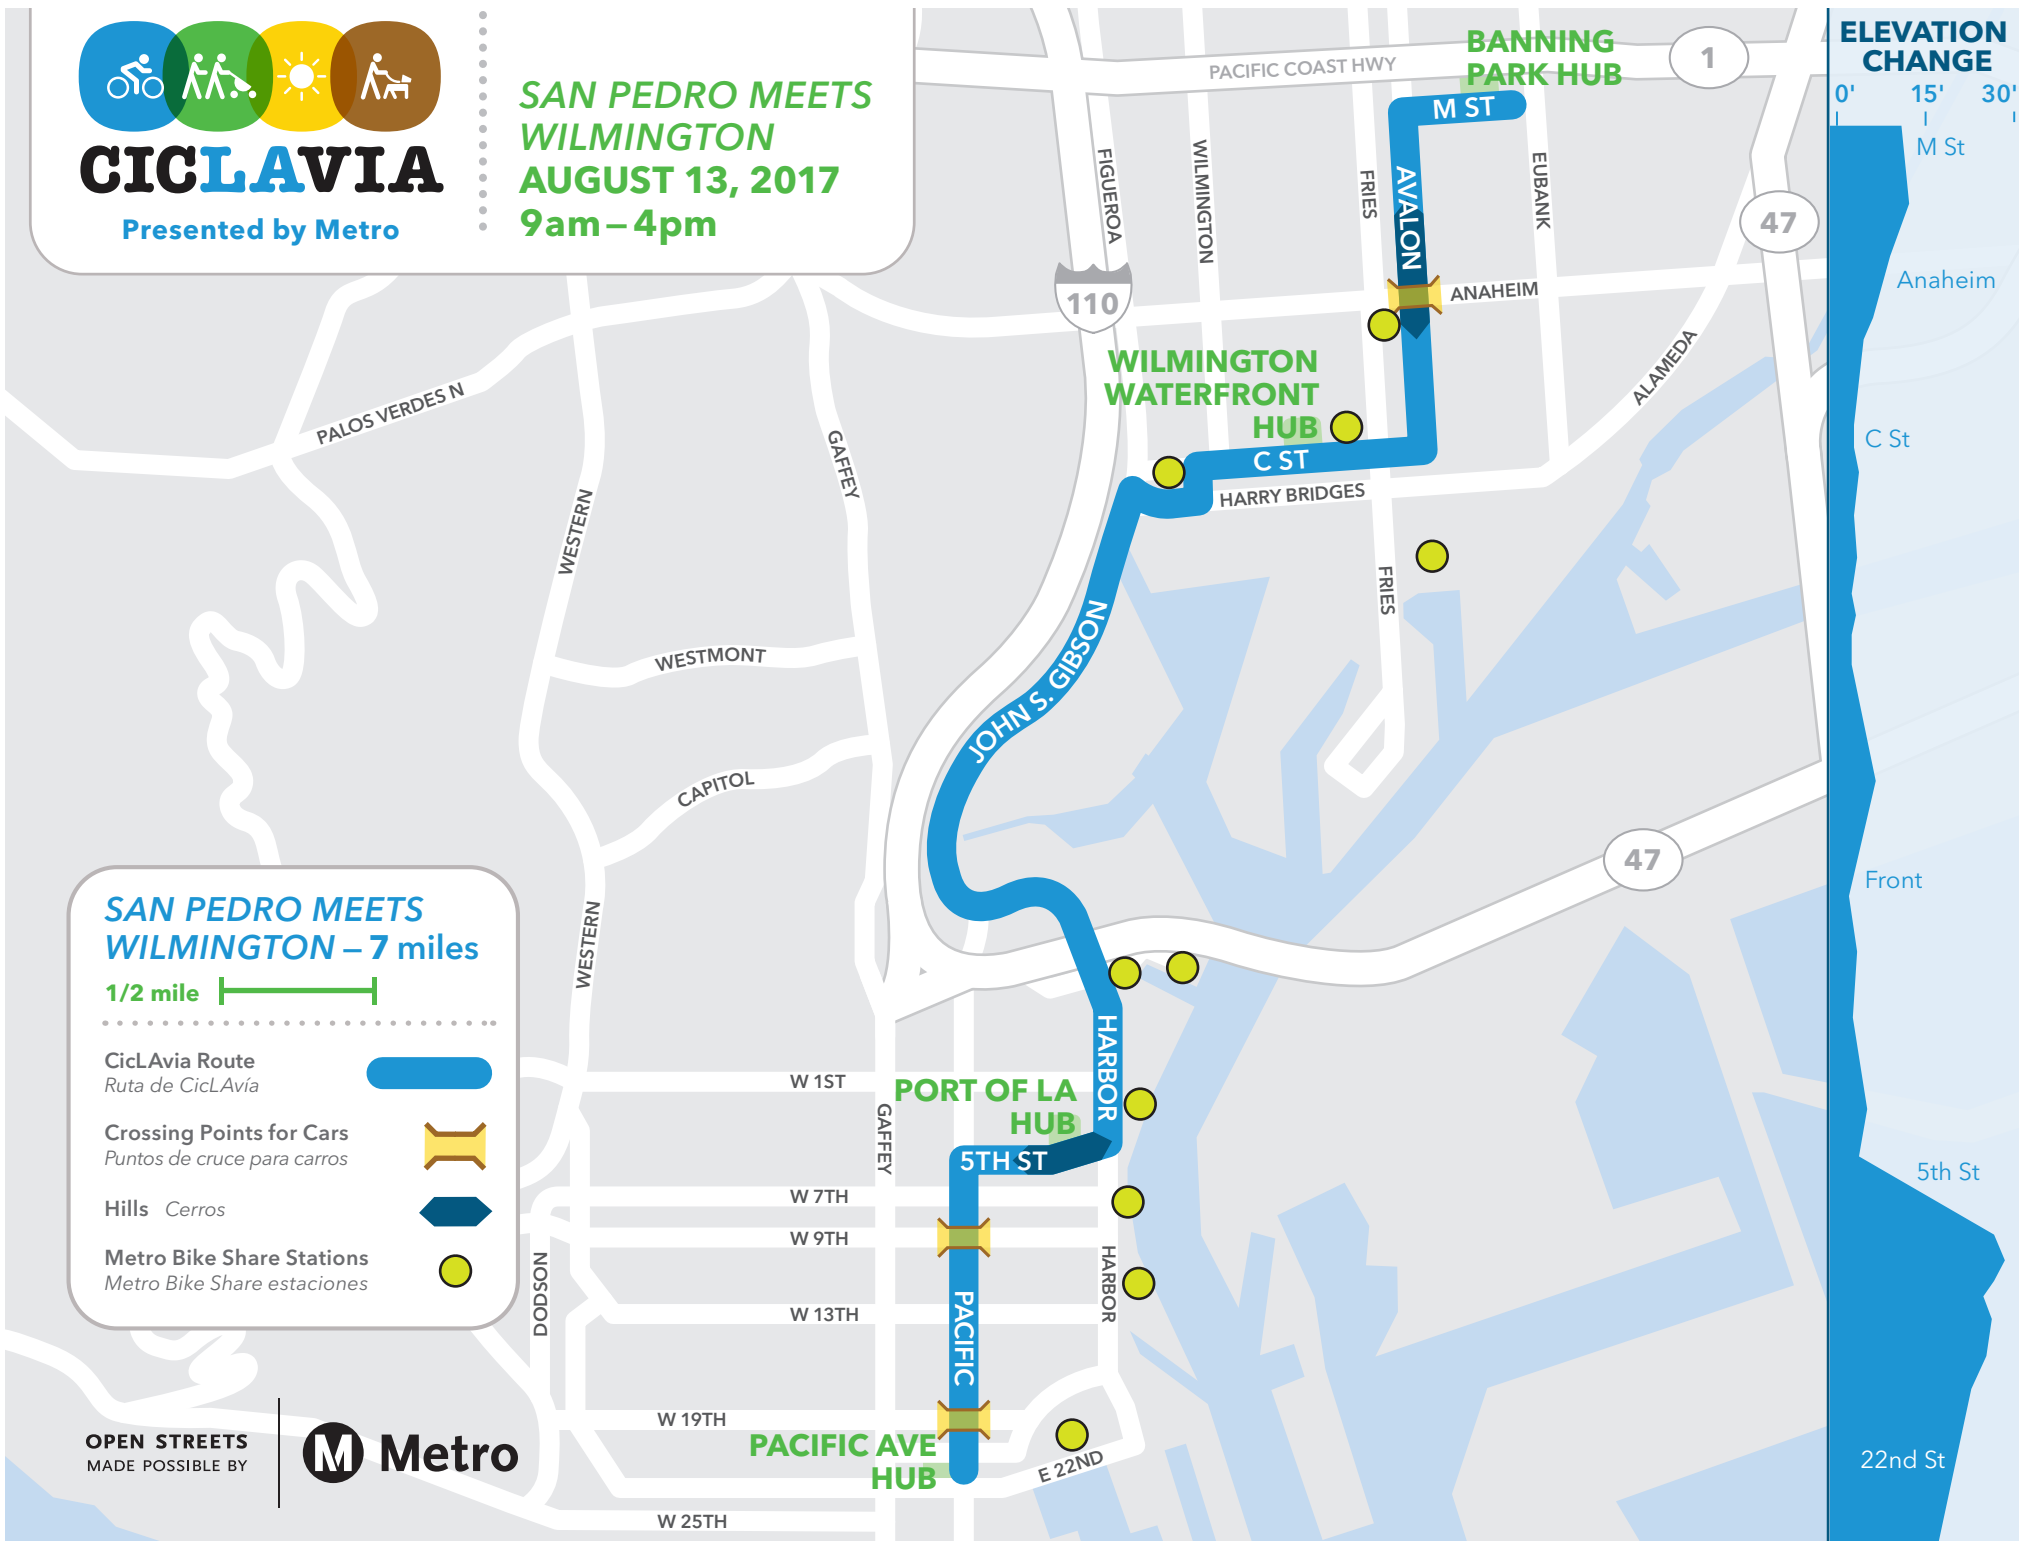 CICLAVIA
Presented by Metro
SAN PEDRO MEETS
WILMINGTON
AUGUST 13, 2017
9am – 4pm
ELEVATION
CHANGE
0' 15' 30'
M St
Anaheim
C St
Front
5th St
22nd St
BANNING
PARK HUB
PACIFIC COAST HWY
1
M ST
FIGUEROA
WILMINGTON
FRIES
AVALON
EUBANK
47
110
ANAHEIM
ALAMEDA
WILMINGTON
WATERFRONT
HUB
C ST
HARRY BRIDGES
PALOS VERDES N
GAFFEY
WESTERN
FRIES
JOHN S. GIBSON
WESTMONT
CAPITOL
47
WESTERN
HARBOR
W 1ST
PORT OF LA
HUB
GAFFEY
5TH ST
W 7TH
W 9TH
DODSON
HARBOR
PACIFIC
W 13TH
W 19TH
PACIFIC AVE
HUB
E 22ND
W 25TH
SAN PEDRO MEETS
WILMINGTON – 7 miles
1/2 mile
CicLAvia Route
Ruta de CicLAvía
Crossing Points for Cars
Puntos de cruce para carros
Hills Cerros
Metro Bike Share Stations
Metro Bike Share estaciones
OPEN STREETS
MADE POSSIBLE BY
M Metro